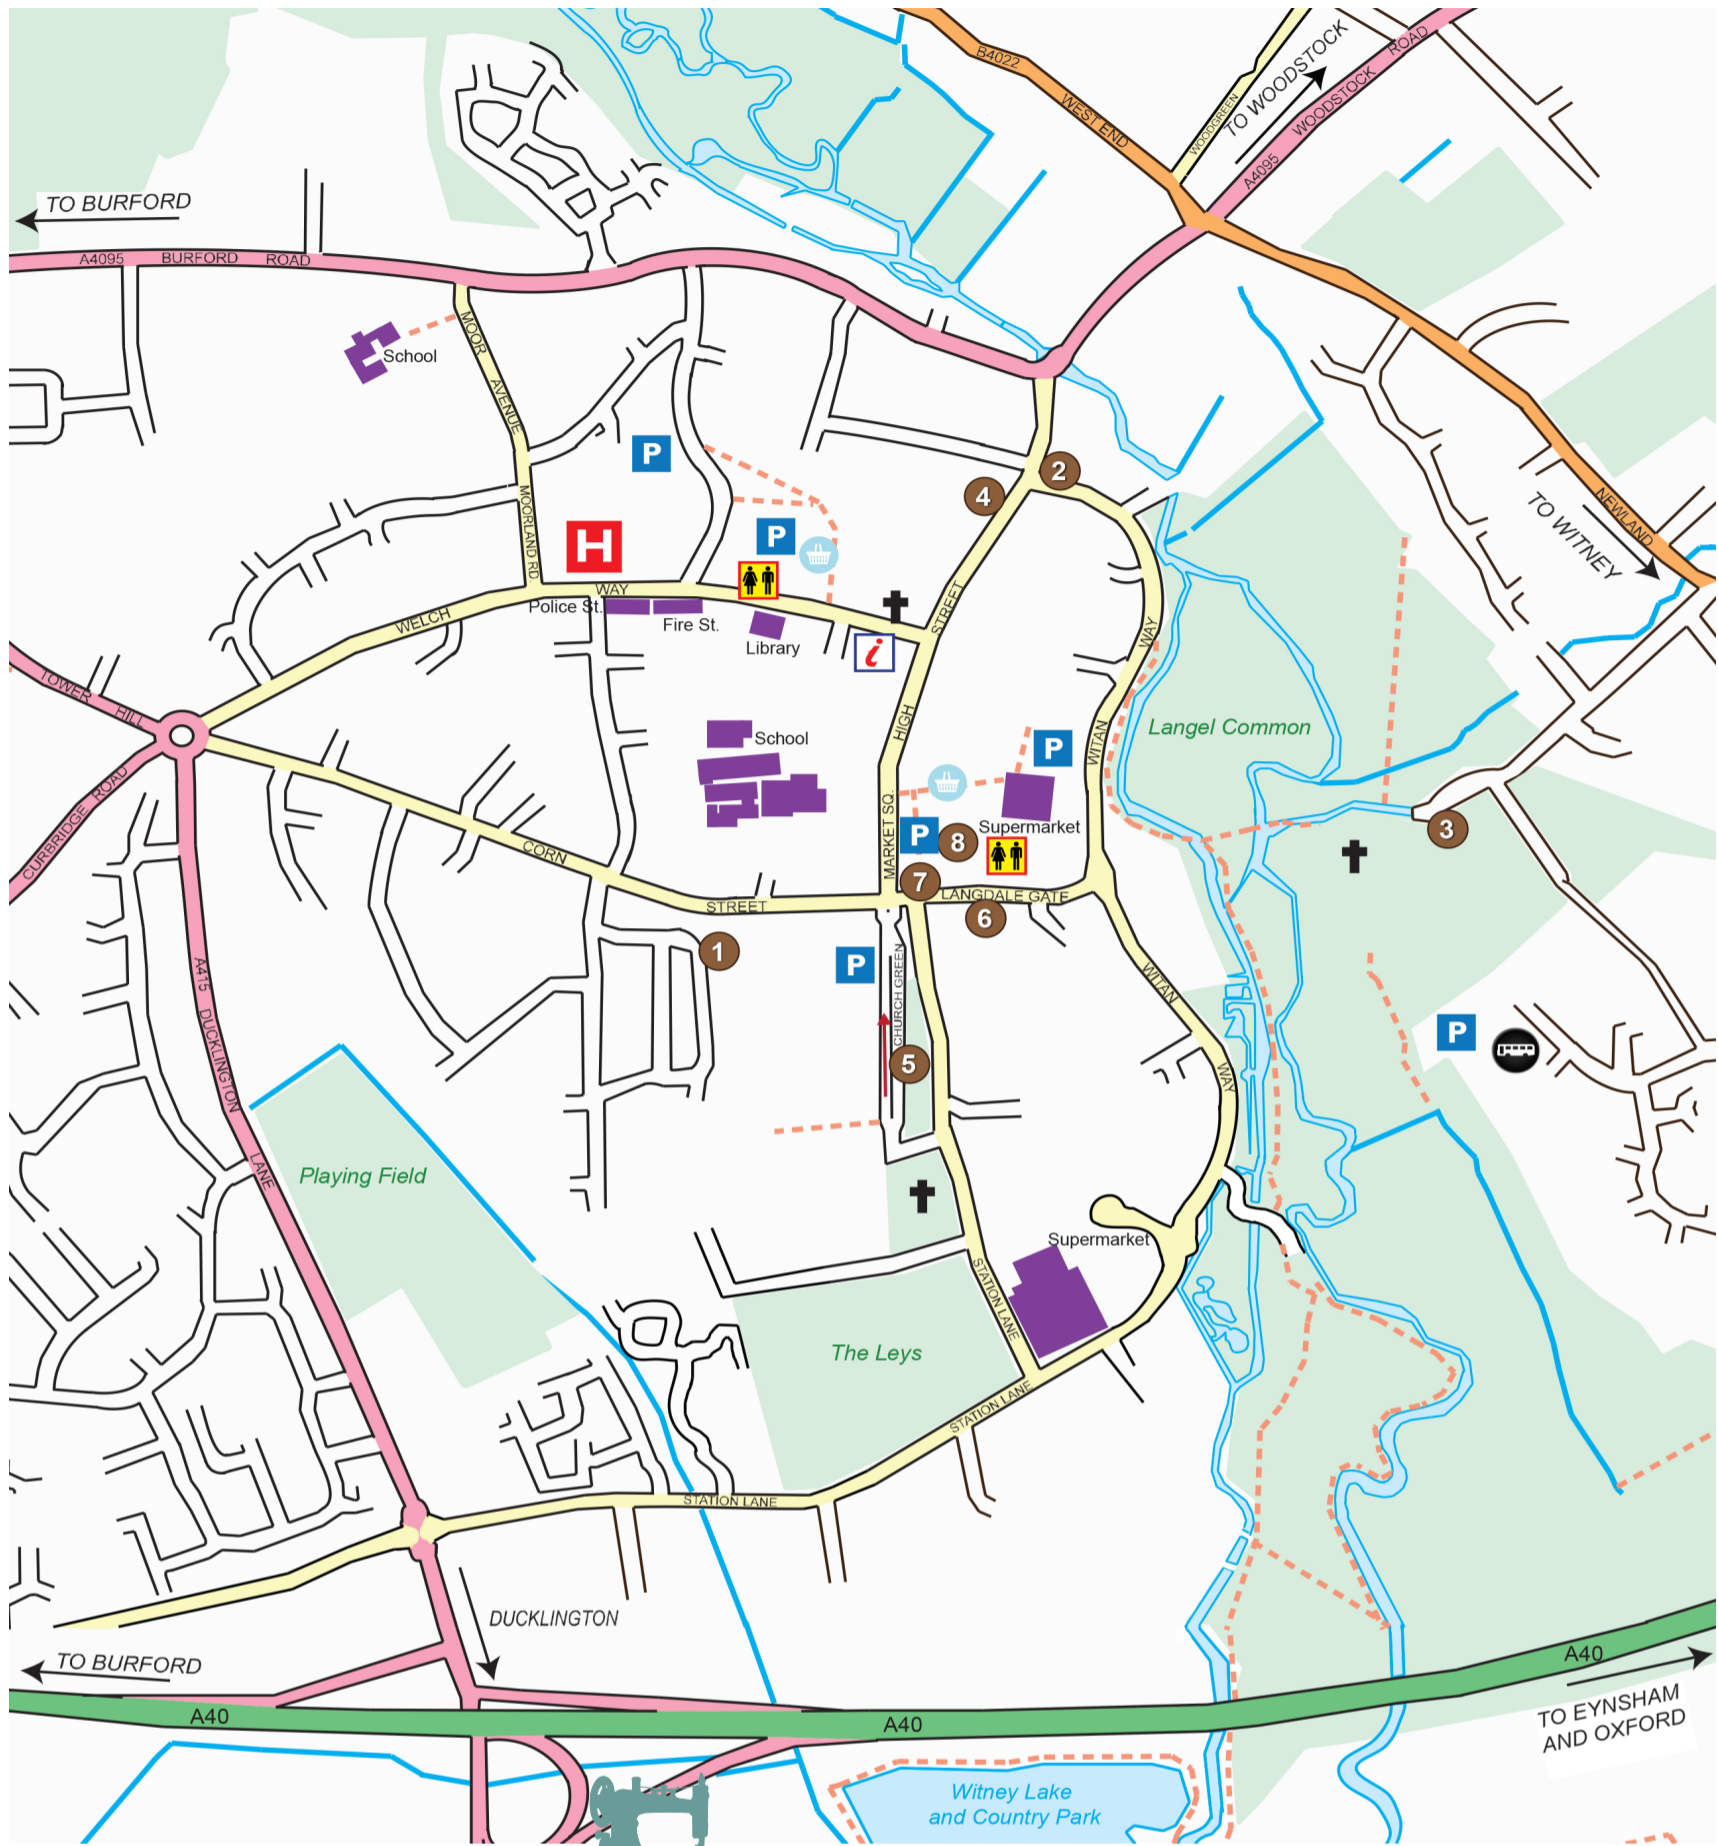 B4022
WEST END
WOODGREEN
TO WOODSTOCK
A4095
WOODSTOCK
ROAD
TO BURFORD
A4095
BURFORD
ROAD
MOOR
AVENUE
School
P
2
4
NEWLAND
TO WITNEY
MOORLAND RD.
H
P
WAY
Police St.
Fire St.
Library
i
STREET
WELCH
WAY
TOWER
HILL
HIGH
School
P
WITAN
Langel Common
CURBRIDGE
ROAD
MARKET SQ.
Supermarket
P
8
3
CORN
7
LANGDALE GATE
STREET
6
1
P
A415
CHURCH GREEN
WITAN
DUCKLINGTON
5
P
WAY
LANE
Playing Field
Supermarket
STATION LANE
The Leys
STATION LANE
STATION LANE
DUCKLINGTON
TO BURFORD
A40
A40
A40
TO EYNSHAM
AND OXFORD
Witney Lake
and Country Park